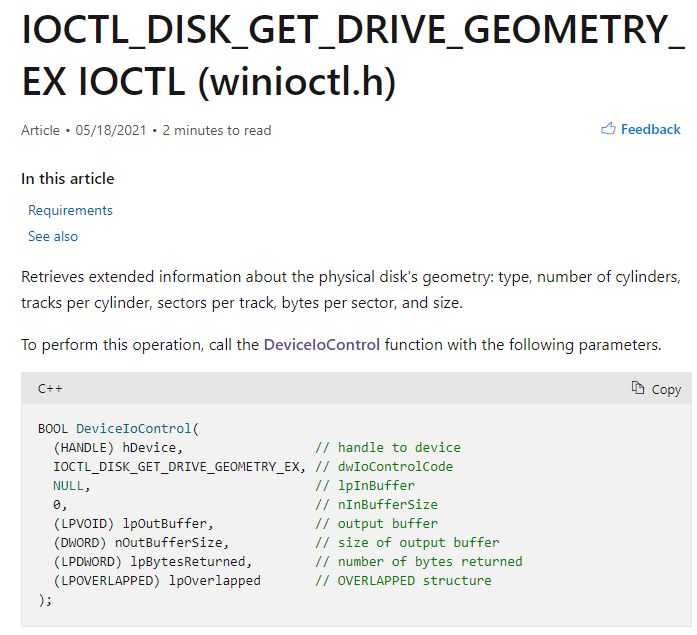 IOCTL_DISK_GET_DRIVE_GEOMETRY_
EX IOCTL (winioctl.h)
Article • 05/18/2021 • 2 minutes to read
Feedback
In this article
Requirements
See also
Retrieves extended information about the physical disk's geometry: type, number of cylinders,
tracks per cylinder, sectors per track, bytes per sector, and size.
To perform this operation, call the DeviceIoControl function with the following parameters.
C++
Copy
BOOL DeviceIoControl(
  (HANDLE) hDevice,                 // handle to device
  IOCTL_DISK_GET_DRIVE_GEOMETRY_EX, // dwIoControlCode
  NULL,                             // lpInBuffer
  0,                                // nInBufferSize
  (LPVOID) lpOutBuffer,             // output buffer
  (DWORD) nOutBufferSize,           // size of output buffer
  (LPDWORD) lpBytesReturned,        // number of bytes returned
  (LPOVERLAPPED) lpOverlapped       // OVERLAPPED structure
);